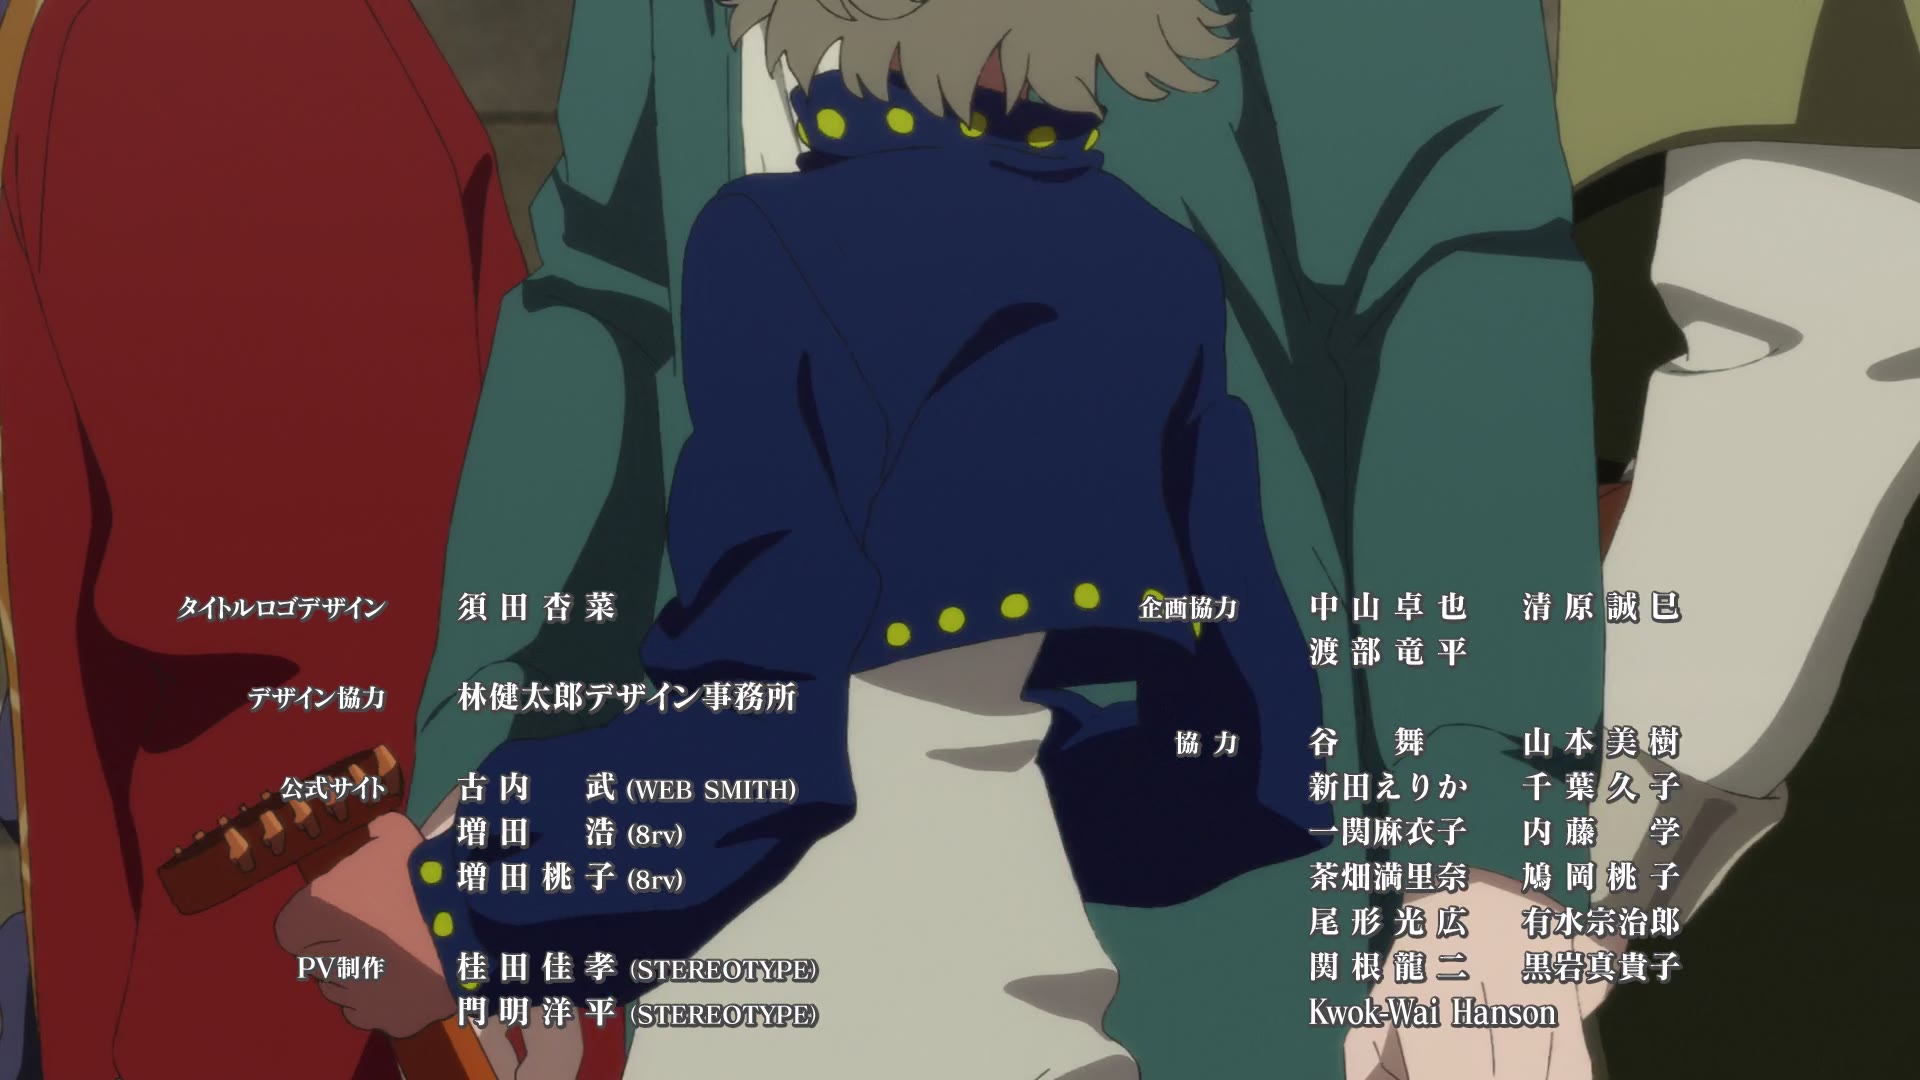 タイトルロゴデザイン 須田杏菜
デザイン協力 林健太郎デザイン事務所
公式サイト 古内 武 (WEB SMITH)
増田 浩 (8rv)
増田桃子 (8rv)
PV制作 桂田佳孝 (STEREOTYPE)
門明洋平 (STEREOTYPE)
企画協力 中山卓也 清原誠巳
渡部竜平
協力 谷 舞 山本美樹
新田えりか 千葉久子
一関麻衣子 内藤 学
茶畑満里奈 鳩岡桃子
尾形光広 有水宗治郎
関根龍二 黒岩真貴子
Kwok-Wai Hanson